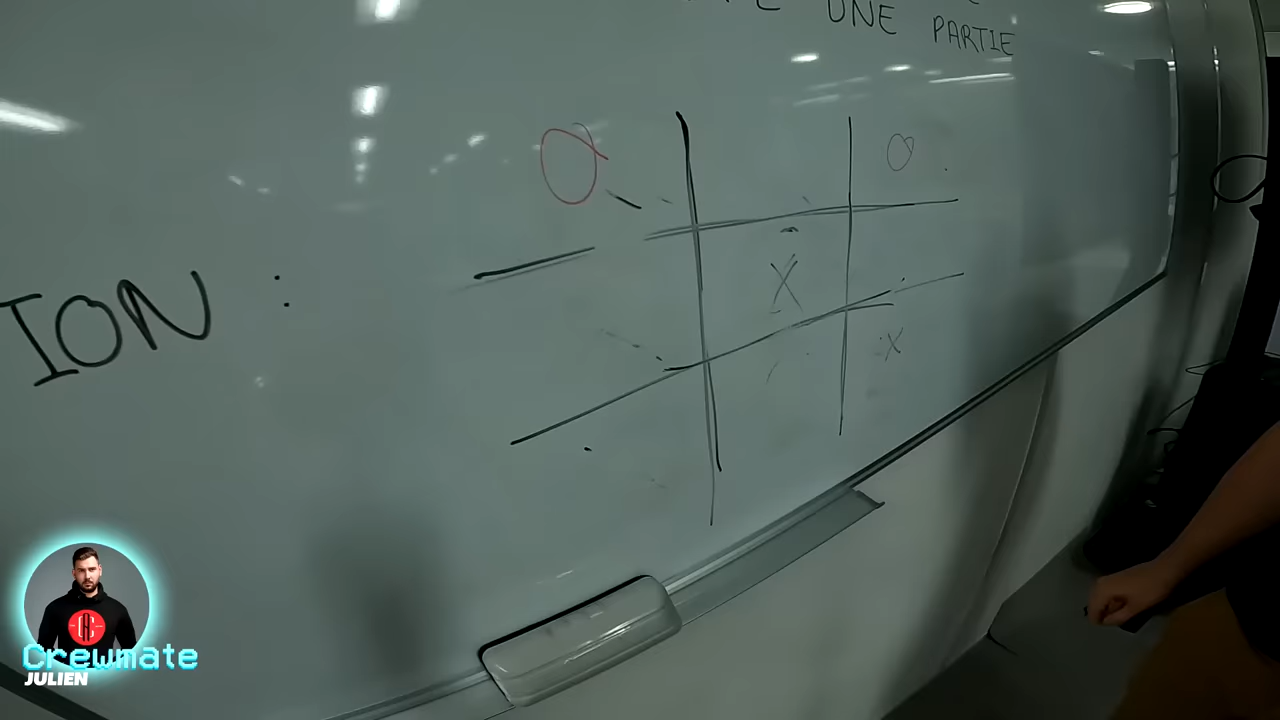 UNE PARTIE
ION :
O
O
X
X
Crewmate
JULIEN